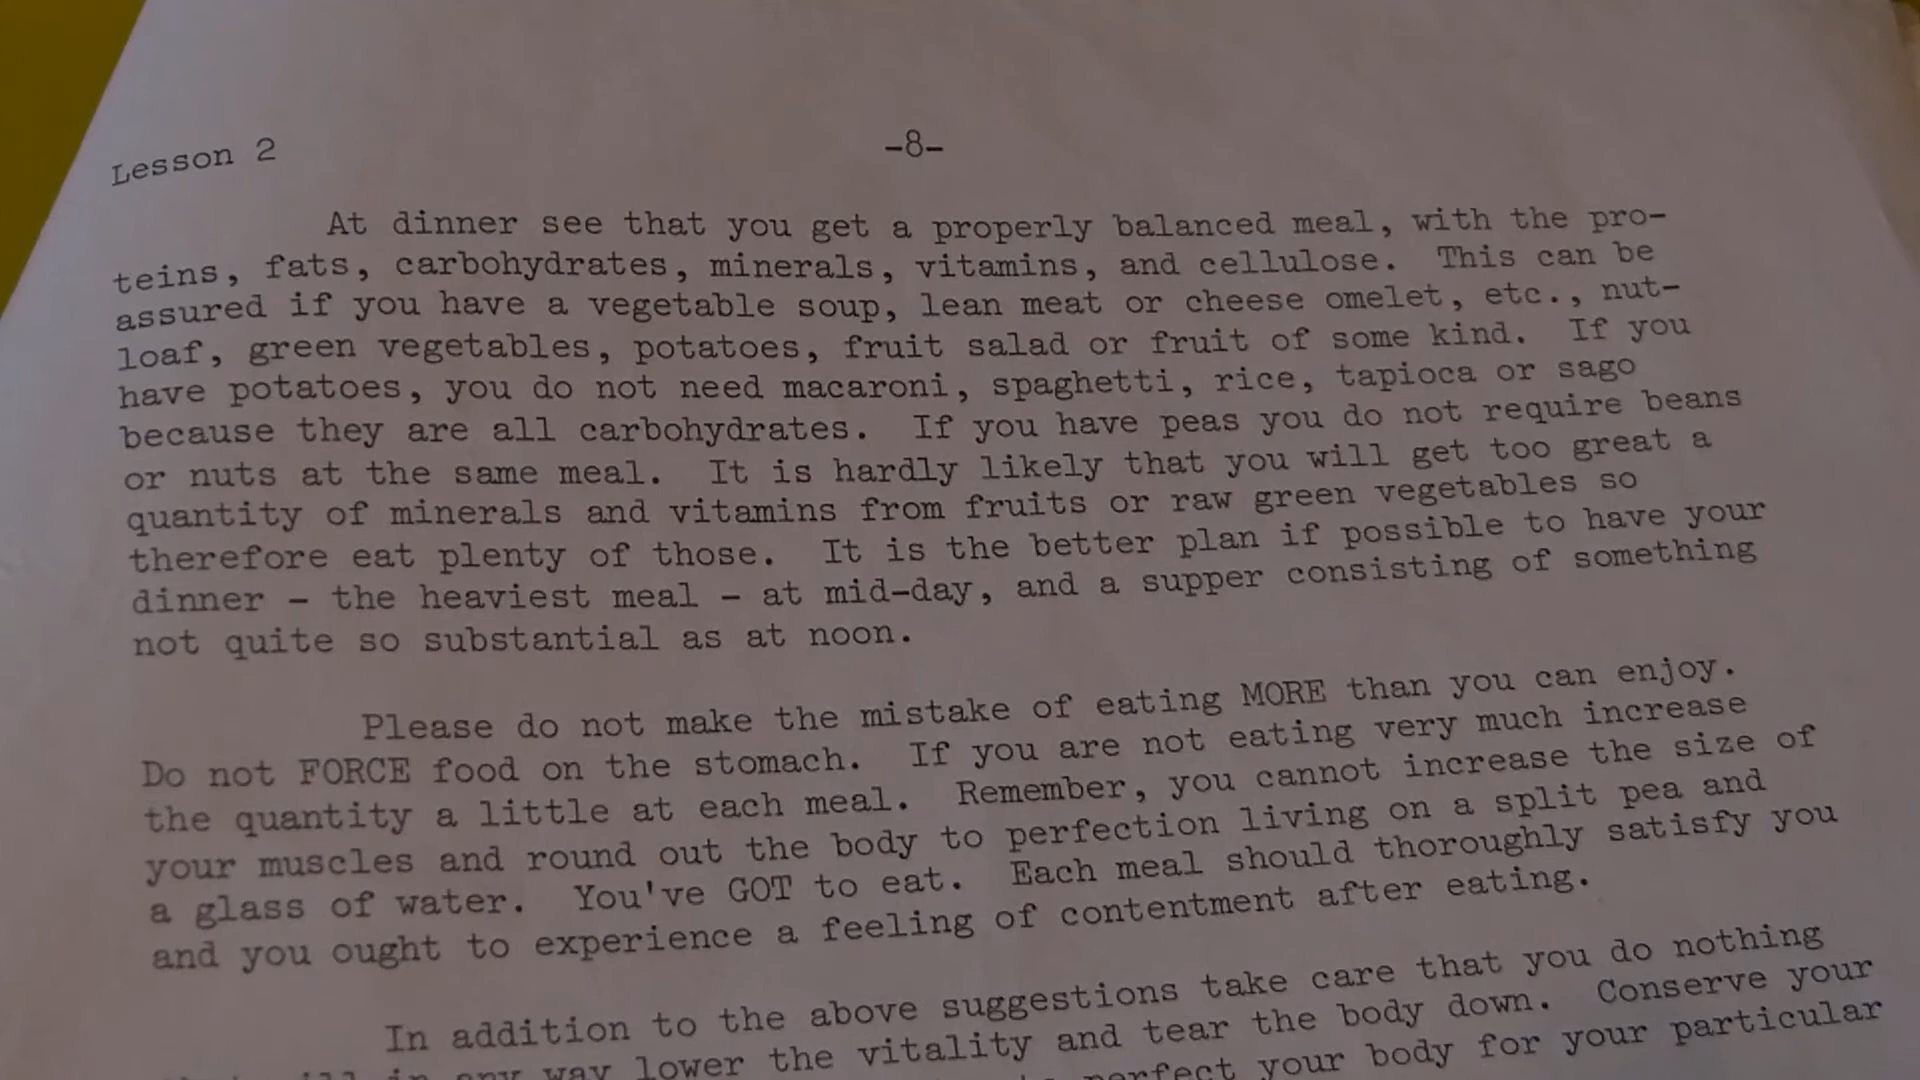 Lesson 2
-8-
At dinner see that you get a properly balanced meal, with the pro-
teins, fats, carbohydrates, minerals, vitamins, and cellulose. This can be
assured if you have a vegetable soup, lean meat or cheese omelet, etc., nut-
loaf, green vegetables, potatoes, fruit salad or fruit of some kind. If you
have potatoes, you do not need macaroni, spaghetti, rice, tapioca or sago
because they are all carbohydrates. If you have peas you do not require beans
or nuts at the same meal. It is hardly likely that you will get too great a
quantity of minerals and vitamins from fruits or raw green vegetables so
therefore eat plenty of those. It is the better plan if possible to have your
dinner - the heaviest meal - at mid-day, and a supper consisting of something
not quite so substantial as at noon.
Please do not make the mistake of eating MORE than you can enjoy.
Do not FORCE food on the stomach. If you are not eating very much increase
the quantity a little at each meal. Remember, you cannot increase the size of
your muscles and round out the body to perfection living on a split pea and
a glass of water. You've GOT to eat. Each meal should thoroughly satisfy you
and you ought to experience a feeling of contentment after eating.
In addition to the above suggestions take care that you do nothing
in any way lower the vitality and tear the body down. Conserve your
perfect your body for your particular